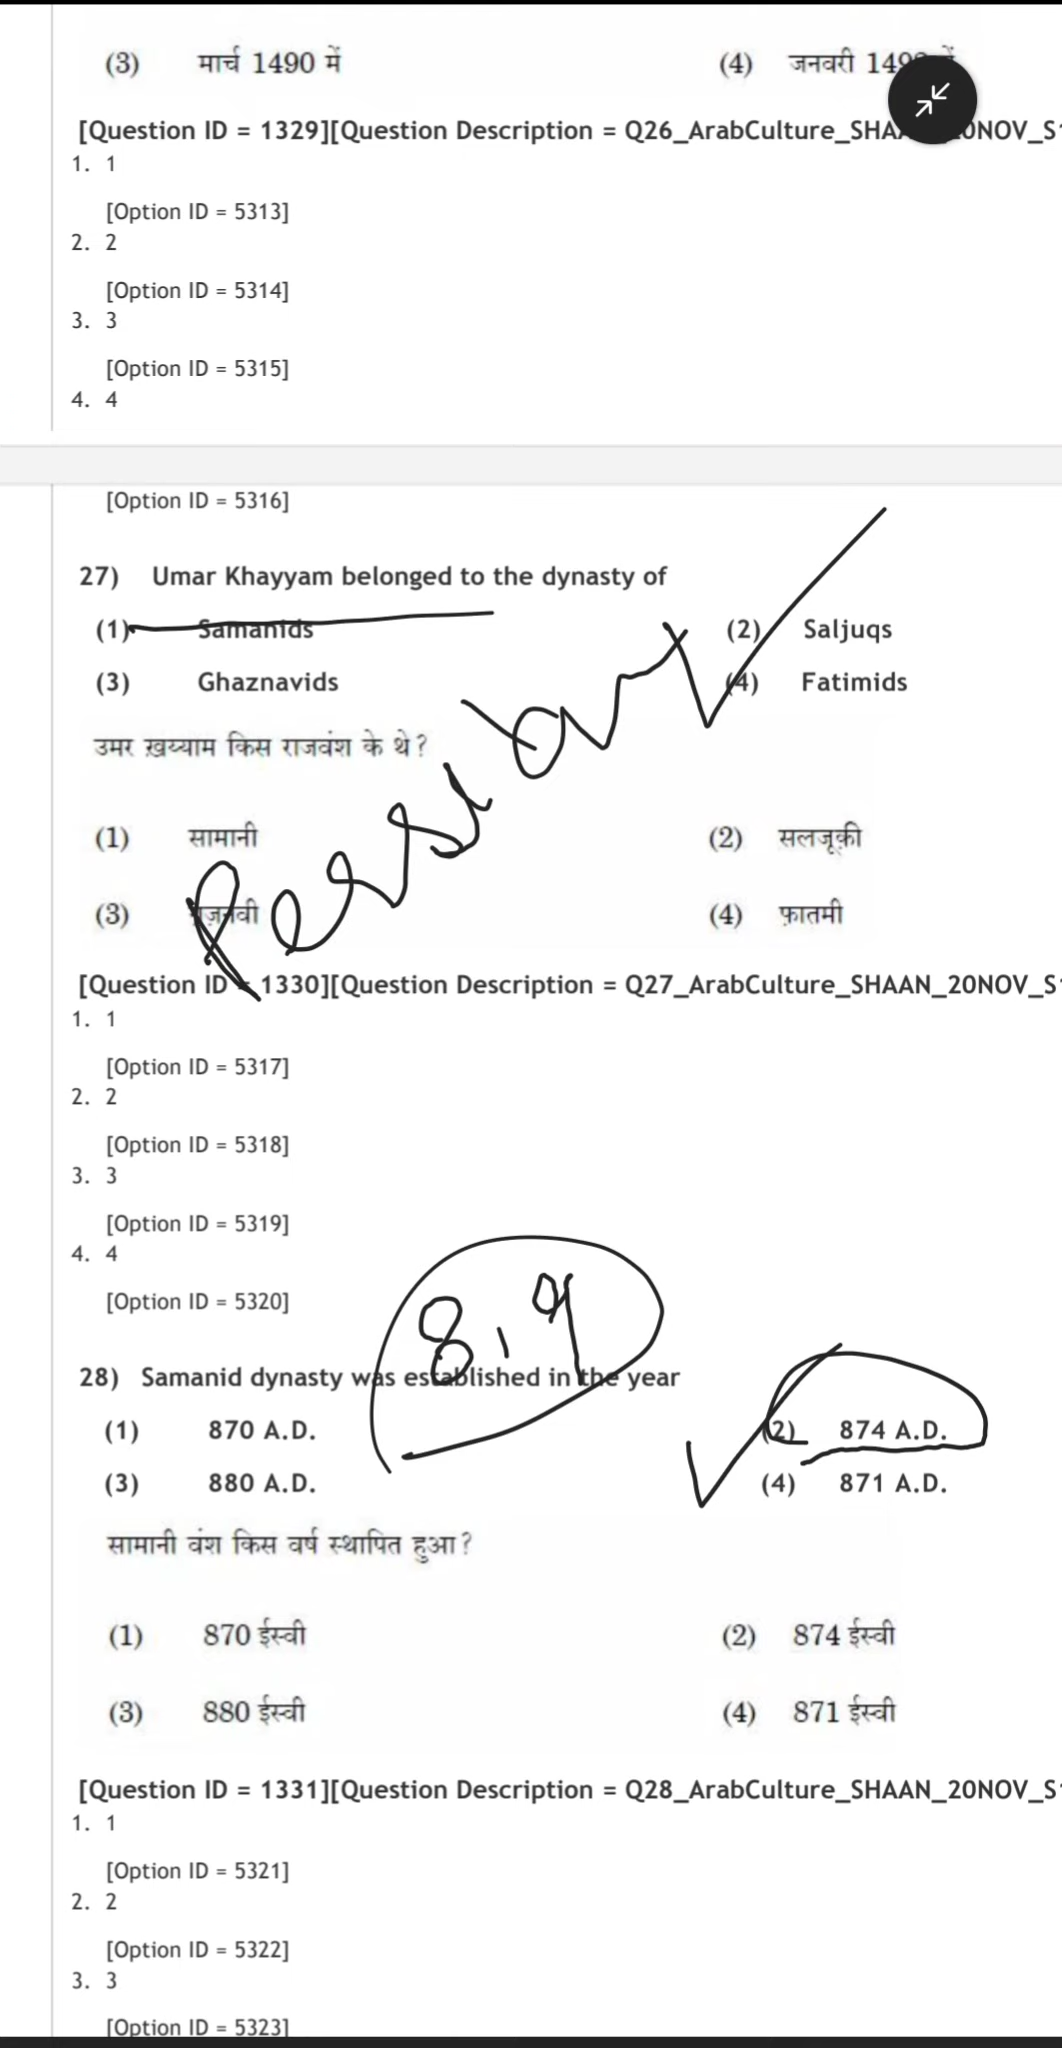 (3) मार्च 1490 में (4) जनवरी
[Question ID = 1329][Question Description =
1. 1
[Option ID = 5313]
2. 2
[Option ID = 5314]
3. 3
[Option ID = 5315]
4. 4
[Option ID = 5316]
27) Umar Khayyam belonged to the dynasty of
(1) Samanids (2) Saljuqs
(3) Ghaznavids (4) Fatimids
उमर ख़य्याम किस राजवंश के थे?
(1) सामानी (2) सलजूक़ी
(3) (4) फ़ातमी
[Question ID = 1330][Question Description = Q27_ArabCulture_SHAAN_20NOV_S
1. 1
[Option ID = 5317]
2. 2
[Option ID = 5318]
3. 3
[Option ID = 5319]
4. 4
[Option ID = 5320]
8,9
28) Samanid dynasty was established in the year
(1) 870 A.D. (2) 874 A.D.
(3) 880 A.D. (4) 871 A.D.
सामानी वंश किस वर्ष स्थापित हुआ?
(1) 870 ईस्वी (2) 874 ईस्वी
(3) 880 ईस्वी (4) 871 ईस्वी
[Question ID = 1331][Question Description = Q28_ArabCulture_SHAAN_20NOV_S
1. 1
[Option ID = 5321]
2. 2
[Option ID = 5322]
3. 3
[Option ID = 5323]